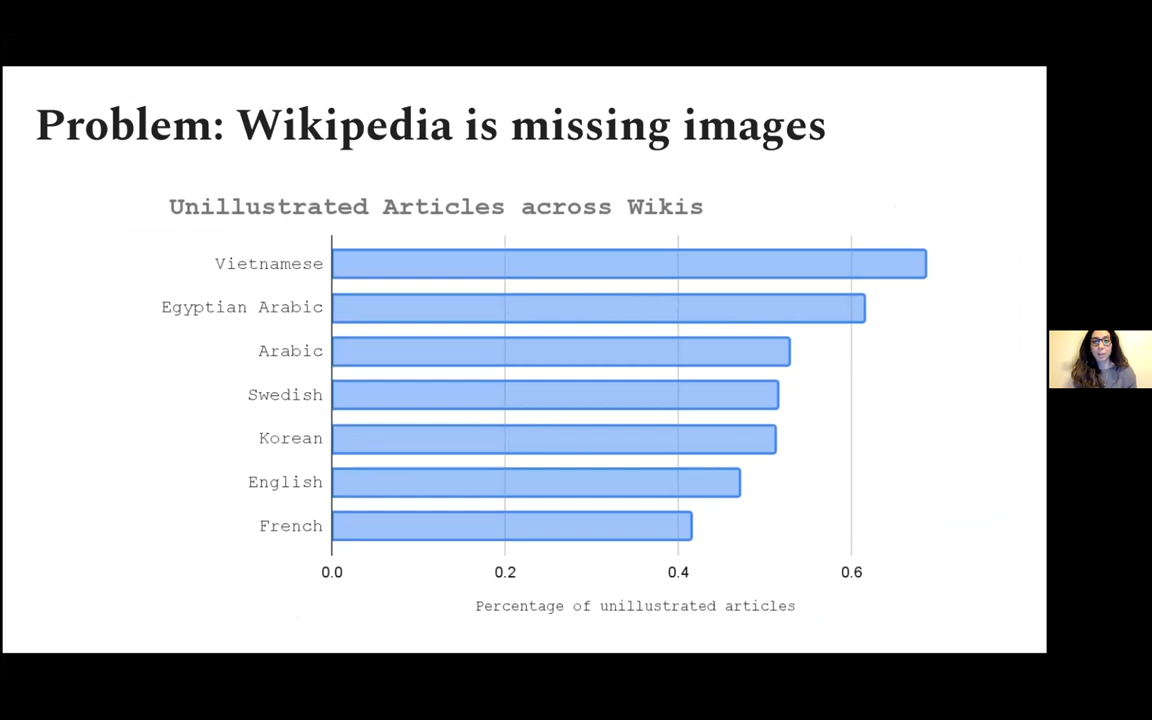 Problem: Wikipedia is missing images
Unillustrated Articles across Wikis
Vietnamese
Egyptian Arabic
Arabic
Swedish
Korean
English
French
0.0 0.2 0.4 0.6
Percentage of unillustrated articles